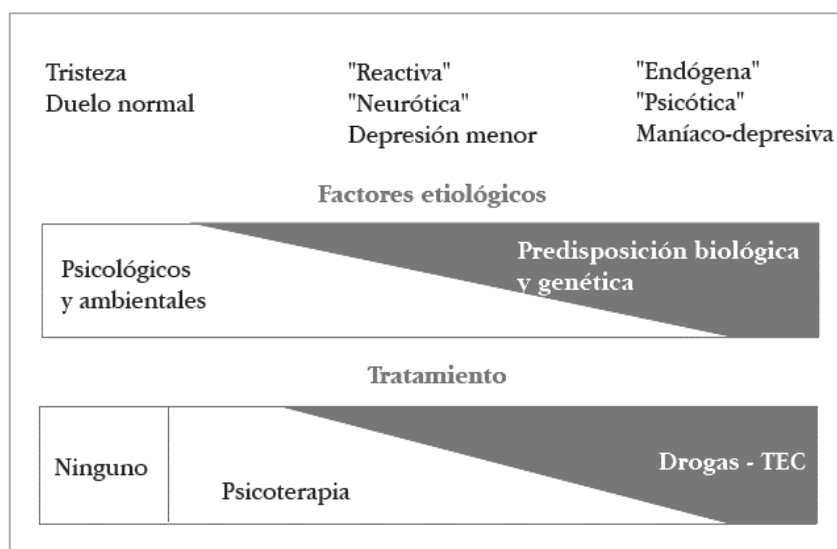 Tristeza
Duelo normal
"Reactiva"
"Neurótica"
Depresión menor
"Endógena"
"Psicótica"
Maníaco-depresiva
Factores etiológicos
Psicológicos
y ambientales
Predisposición biológica
y genética
Tratamiento
Ninguno
Psicoterapia
Drogas - TEC